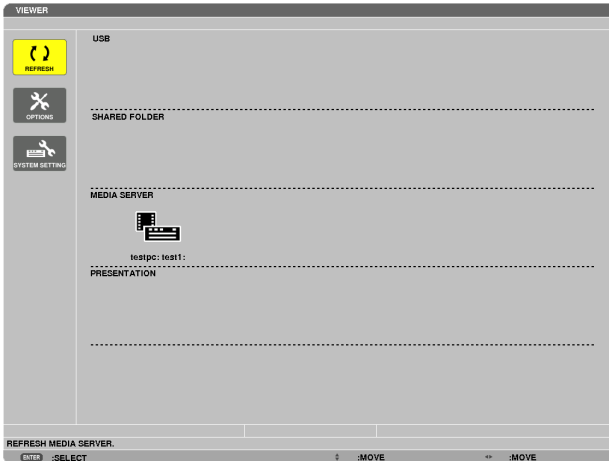 VIEWER
USB
REFRESH
OPTIONS
SHARED FOLDER
SYSTEM SETTING
MEDIA SERVER
testpc: test1:
PRESENTATION
REFRESH MEDIA SERVER.
ENTER :SELECT :MOVE :MOVE